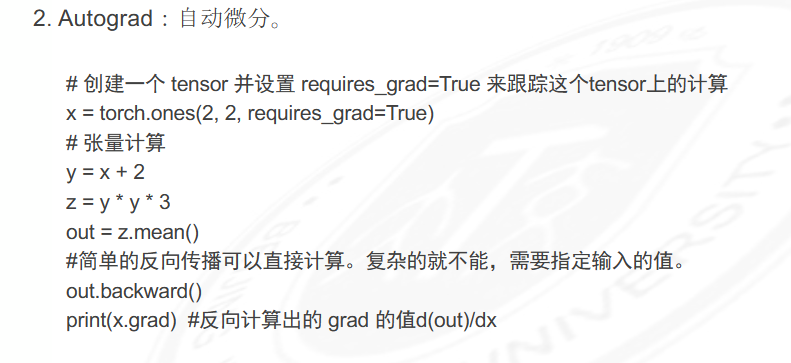 2. Autograd：自动微分。
# 创建一个 tensor 并设置 requires_grad=True 来跟踪这个tensor上的计算
x = torch.ones(2, 2, requires_grad=True)
# 张量计算
y = x + 2
z = y * y * 3
out = z.mean()
#简单的反向传播可以直接计算。复杂的就不能，需要指定输入的值。
out.backward()
print(x.grad)  #反向计算出的 grad 的值d(out)/dx
1909
UNIVERSITY